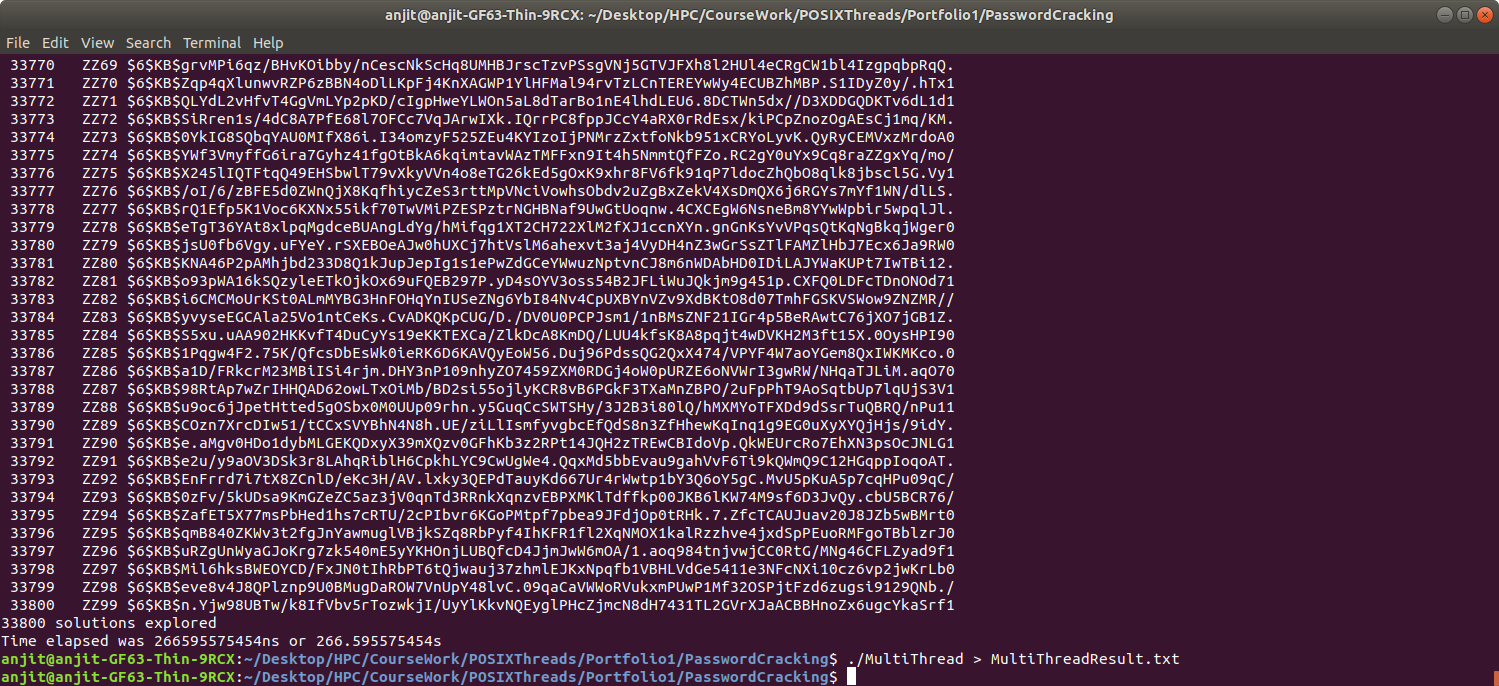 anjit@anjit-GF63-Thin-9RCX: ~/Desktop/HPC/CourseWork/POSIXThreads/Portfolio1/PasswordCracking
File Edit View Search Terminal Help
33770 ZZ69 $6$KB$grvMPi6qz/BHvKOibby/nCescNkScHq8UMHBJrscTzvPSsgVNj5GTVJFXh8l2HUl4eCRgCW1bl4IzgpqbpRqQ.
33771 ZZ70 $6$KB$Zqp4qXlunwvRZP6zBBN4oDlLKpFj4KnXAGWP1YlHFMal94rvTzLCnTEREYwWy4ECUBZhMBP.S1IDyZ0y/.hTx1
33772 ZZ71 $6$KB$QLYdL2vHfvT4GgVmLYp2pKD/cIgpHweYLWOn5aL8dTarBo1nE4lhdLEU6.8DCTWn5dx//D3XDDGQDKTv6dL1d1
33773 ZZ72 $6$KB$SiRren1s/4dC8A7PfE68l7OFCc7VqJArwIXk.IQrrPC8fppJCcY4aRX0rRdEsx/kiPCpZnozOgAEsCj1mq/KM.
33774 ZZ73 $6$KB$0YkIG8SQbqYAU0MIfX86i.I34omzyF525ZEu4KYIzoIjPNMrzZxtfoNkb951xCRYoLyvK.QyRyCEMVxzMrdoA0
33775 ZZ74 $6$KB$YWf3VmyffG6ira7Gyhz41fgOtBkA6kqimtavWAzTMFFxn9It4h5NmmtQfFZo.RC2gY0uYx9Cq8raZZgxYq/mo/
33776 ZZ75 $6$KB$X245lIQTFtqQ49EHSbwlT79vXkyVVn4o8eTG26kEd5gOxK9xhr8FV6fk91qP7ldocZhQbO8qlk8jbscl5G.Vy1
33777 ZZ76 $6$KB$/oI/6/zBFE5d0ZWnQjX8KqfhiycZeS3rttMpVNciVowhsObdv2uZgBxZekV4XsDmQX6j6RGYs7mYf1WN/dlLS.
33778 ZZ77 $6$KB$rQ1Efp5K1Voc6KXNx55ikf70TwVMiPZESPztrNGHBNaf9UwGtUoqnw.4CXCEgW6NsneBm8YYwWpbir5wpqlJl.
33779 ZZ78 $6$KB$eTgT36YAt8xlpqMgdceBUAngLdYg/hMifqg1XT2CH722XlM2fXJ1ccnXYn.gnGnKsYvVPqsQtKqNgBkqjWger0
33780 ZZ79 $6$KB$jsU0fb6Vgy.uFYeY.rSXEBOeAJw0hUXCj7htVslM6ahexvt3aj4VyDH4nZ3wGrSsZTlFAMZlHbJ7Ecx6Ja9RW0
33781 ZZ80 $6$KB$KNA46P2pAMhjbd233D8Q1kJupJepIg1s1ePwZdGCeYWwuzNptvnCJ8m6nWDAbHD0IDiLAJYWaKUPt7IwTBi12.
33782 ZZ81 $6$KB$o93pWA16kSQzyleETkOjkOx69uFQEB297P.yD4sOYV3oss54B2JFLiWuJQkjm9g451p.CXFQ0LDFcTDnONOd71
33783 ZZ82 $6$KB$i6CMCMoUrKSt0ALmMYBG3HnFOHqYnIUSeZNg6YbI84Nv4CpUXBYnVZv9XdBKtO8d07TmhFGSKVSWow9ZNZMR//
33784 ZZ83 $6$KB$yvyseEGCAla25Vo1ntCeKs.CvADKQKpCUG/D./DV0U0PCPJsm1/1nBMsZNF21IGr4p5BeRAwtC76jXO7jGB1Z.
33785 ZZ84 $6$KB$S5xu.uAA902HKKvfT4DuCyYs19eKKTEXCa/ZlkDcA8KmDQ/LUU4kfsK8A8pqjt4wDVKH2M3ft15X.0OysHPI90
33786 ZZ85 $6$KB$1Pqgw4F2.75K/QfcsDbEsWk0ieRK6D6KAVQyEoW56.Duj96PdssQG2QxX474/VPYF4W7aoYGem8QxIWKMKco.0
33787 ZZ86 $6$KB$a1D/FRkcrM23MBiISi4rjm.DHY3nP109nhyZO7459ZXM0RDGj4oW0pURZE6oNVWrI3gwRW/NHqaTJLiM.aqO70
33788 ZZ87 $6$KB$98RtAp7wZrIHHQAD62owLTxOiMb/BD2si55ojlyKCR8vB6PGkF3TXaMnZBPO/2uFpPhT9AoSqtbUp7lqUjS3V1
33789 ZZ88 $6$KB$u9oc6jJpetHtted5gOSbx0M0UUp09rhn.y5GuqCcSWTSHy/3J2B3i80lQ/hMXMYoTFXDd9dSsrTuQBRQ/nPu11
33790 ZZ89 $6$KB$COzn7XrcDIw51/tCCxSVYBhN4N8h.UE/ziLlIsmfyvgbcEfQdS8n3ZfHhewKqInq1g9EG0uXyXYQjHjs/9idY.
33791 ZZ90 $6$KB$e.aMgv0HDo1dybMLGEKQDxyX39mXQzv0GFhKb3z2RPt14JQH2zTREwCBIdoVp.QkWEUrcRo7EhXN3psOcJNLG1
33792 ZZ91 $6$KB$e2u/y9aOV3DSk3r8LAhqRiblH6CpkhLYC9CwUgWe4.QqxMd5bbEvau9gahVvF6Ti9kQWmQ9C12HGqppIoqoAT.
33793 ZZ92 $6$KB$EnFrrd7i7tX8ZCnlD/eKc3H/AV.lxky3QEPdTauyKd667Ur4rWwtp1bY3Q6oY5gC.MvU5pKuA5p7cqHPu09qC/
33794 ZZ93 $6$KB$0zFv/5kUDsa9KmGZeZC5az3jV0qnTd3RRnkXqnzvEBPXMKlTdffkp00JKB6lKW74M9sf6D3JvQy.cbU5BCR76/
33795 ZZ94 $6$KB$ZafET5X77msPbHed1hs7cRTU/2cPIbvr6KGoPMtpf7pbea9JFdjOp0tRHk.7.ZfcTCAUJuav20J8JZb5wBMrt0
33796 ZZ95 $6$KB$qmB840ZKWv3t2fgJnYawmuglVBjkSZq8RbPyf4IhKFR1fl2XqNMOX1kalRzzhve4jxdSpPEuoRMFgoTBblzrJ0
33797 ZZ96 $6$KB$uRZgUnWyaGJoKrg7zk540mE5yYKHOnjLUBQfcD4JjmJwW6mOA/1.aoq984tnjvwjCC0RtG/MNg46CFLZyad9f1
33798 ZZ97 $6$KB$Mil6hksBWEOYCD/FxJN0tIhRbPT6tQjwauj37zhmlEJKxNpqfb1VBHLVdGe5411e3NFcNXi10cz6vp2jwKrLb0
33799 ZZ98 $6$KB$eve8v4J8QPlznp9U0BMugDaROW7VnUpY48lvC.09qaCaVWWoRVukxmPUwP1Mf32OSPjtFzd6zugsi9129QNb./
33800 ZZ99 $6$KB$n.Yjw98UBTw/k8IfVbv5rTozwkjI/UyYlKkvNQEyglPHcZjmcN8dH7431TL2GVrXJaACBBHnoZx6ugcYkaSrf1
33800 solutions explored
Time elapsed was 266595575454ns or 266.595575454s
anjit@anjit-GF63-Thin-9RCX:~/Desktop/HPC/CourseWork/POSIXThreads/Portfolio1/PasswordCracking$ ./MultiThread > MultiThreadResult.txt
anjit@anjit-GF63-Thin-9RCX:~/Desktop/HPC/CourseWork/POSIXThreads/Portfolio1/PasswordCracking$